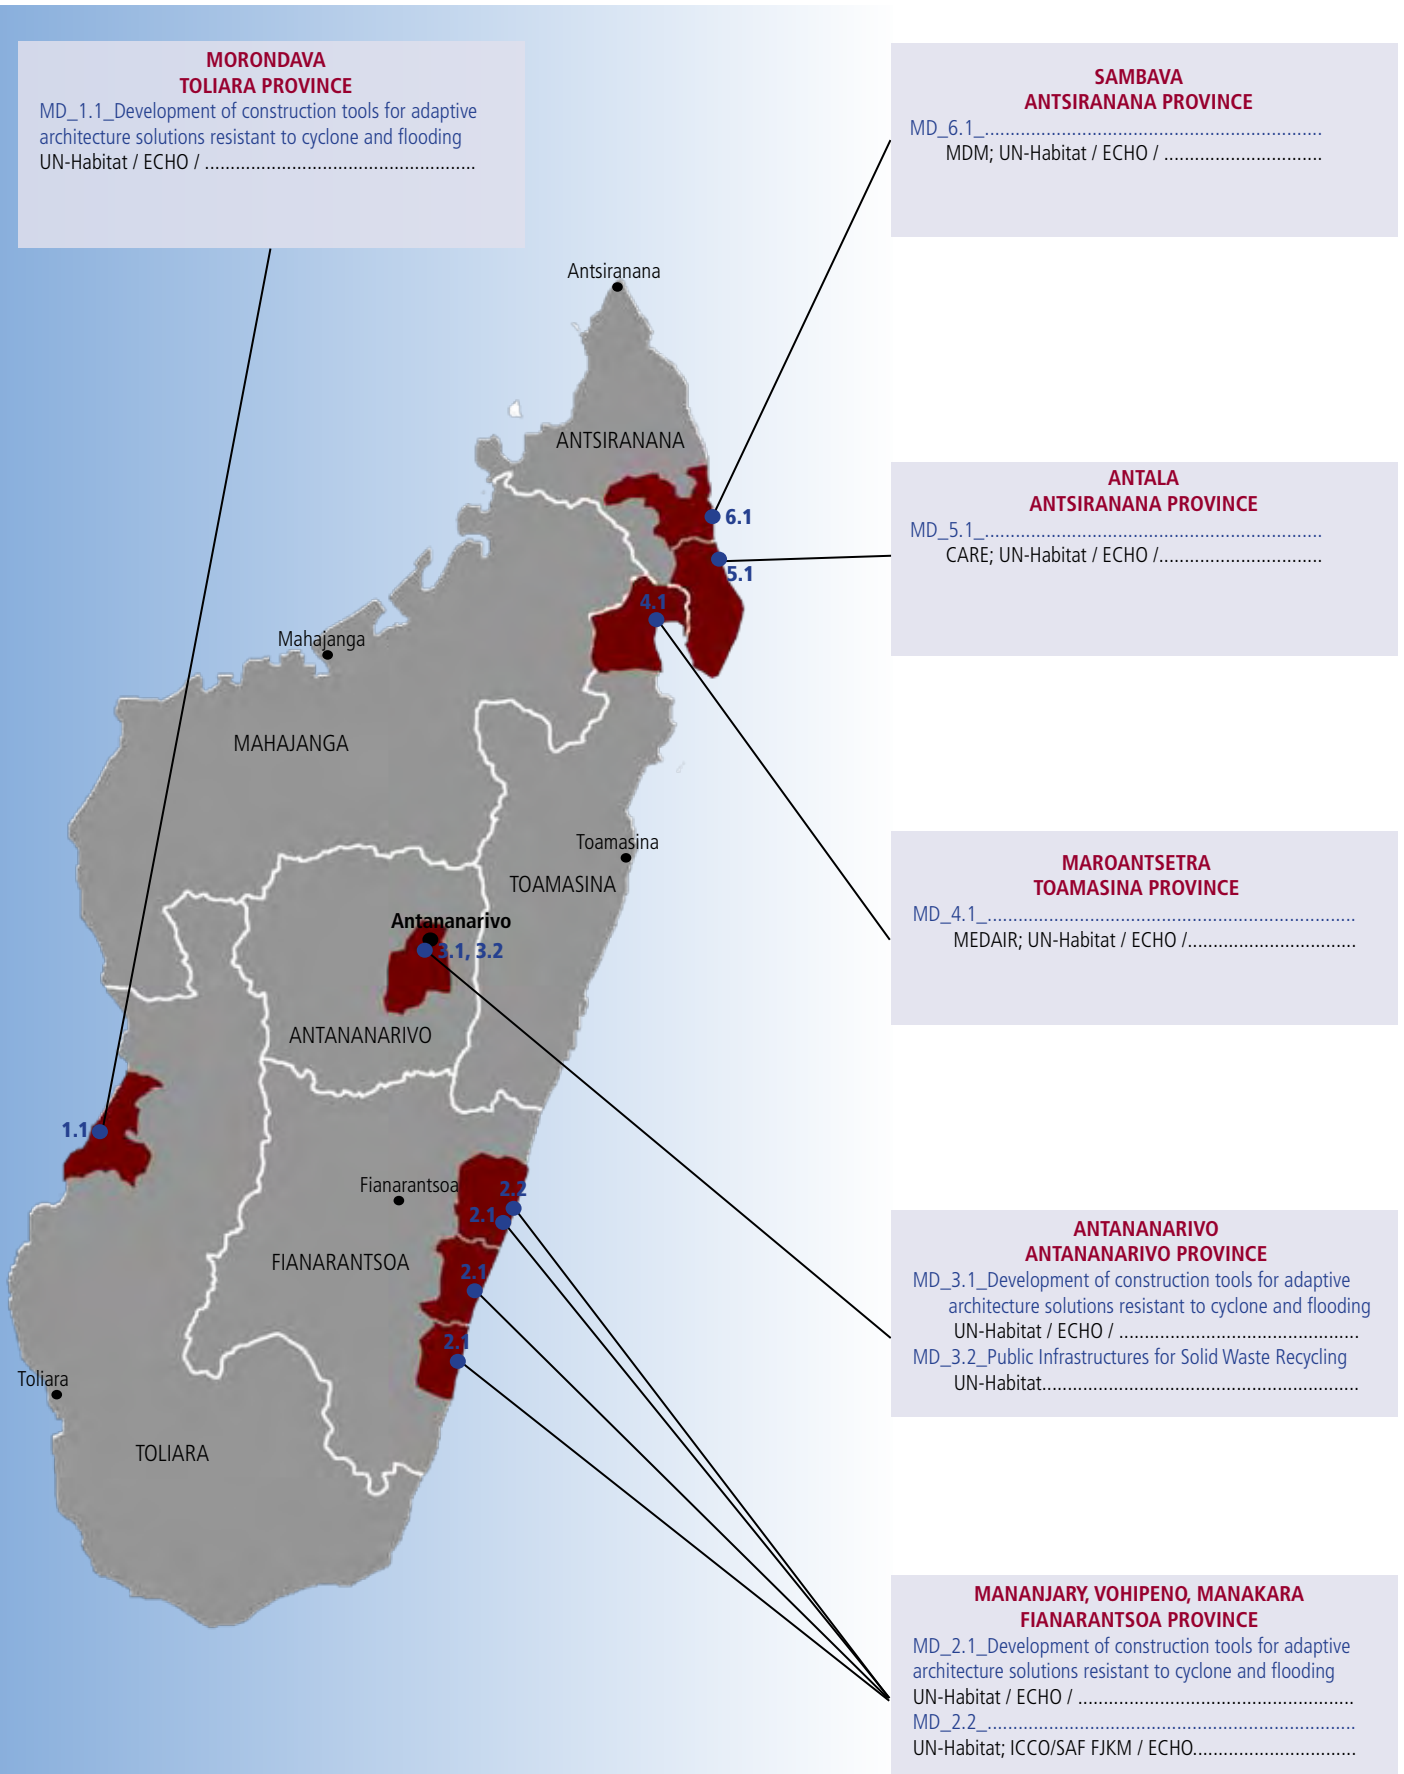 MORONDAVA
TOLIARA PROVINCE
MD_1.1_Development of construction tools for adaptive
architecture solutions resistant to cyclone and flooding
UN-Habitat / ECHO / .....................................................
SAMBAVA
ANTSIRANANA PROVINCE
MD_6.1_..................................................................
MDM; UN-Habitat / ECHO / ...............................
Antsiranana
ANTSIRANANA
6.1
ANTALA
ANTSIRANANA PROVINCE
MD_5.1_..................................................................
CARE; UN-Habitat / ECHO /................................
5.1
4.1
Mahajanga
MAHAJANGA
Toamasina
TOAMASINA
MAROANTSETRA
TOAMASINA PROVINCE
MD_4.1_........................................................................
MEDAIR; UN-Habitat / ECHO /.................................
Antananarivo
3.1, 3.2
ANTANANARIVO
1.1
Fianarantsoa
2.2
2.1
FIANARANTSOA
2.1
2.1
ANTANANARIVO
ANTANANARIVO PROVINCE
MD_3.1_Development of construction tools for adaptive
architecture solutions resistant to cyclone and flooding
UN-Habitat / ECHO / ...............................................
MD_3.2_Public Infrastructures for Solid Waste Recycling
UN-Habitat..............................................................
Toliara
TOLIARA
MANANJARY, VOHIPENO, MANAKARA
FIANARANTSOA PROVINCE
MD_2.1_Development of construction tools for adaptive
architecture solutions resistant to cyclone and flooding
UN-Habitat / ECHO / ......................................................
MD_2.2_........................................................................
UN-Habitat; ICCO/SAF FJKM / ECHO................................